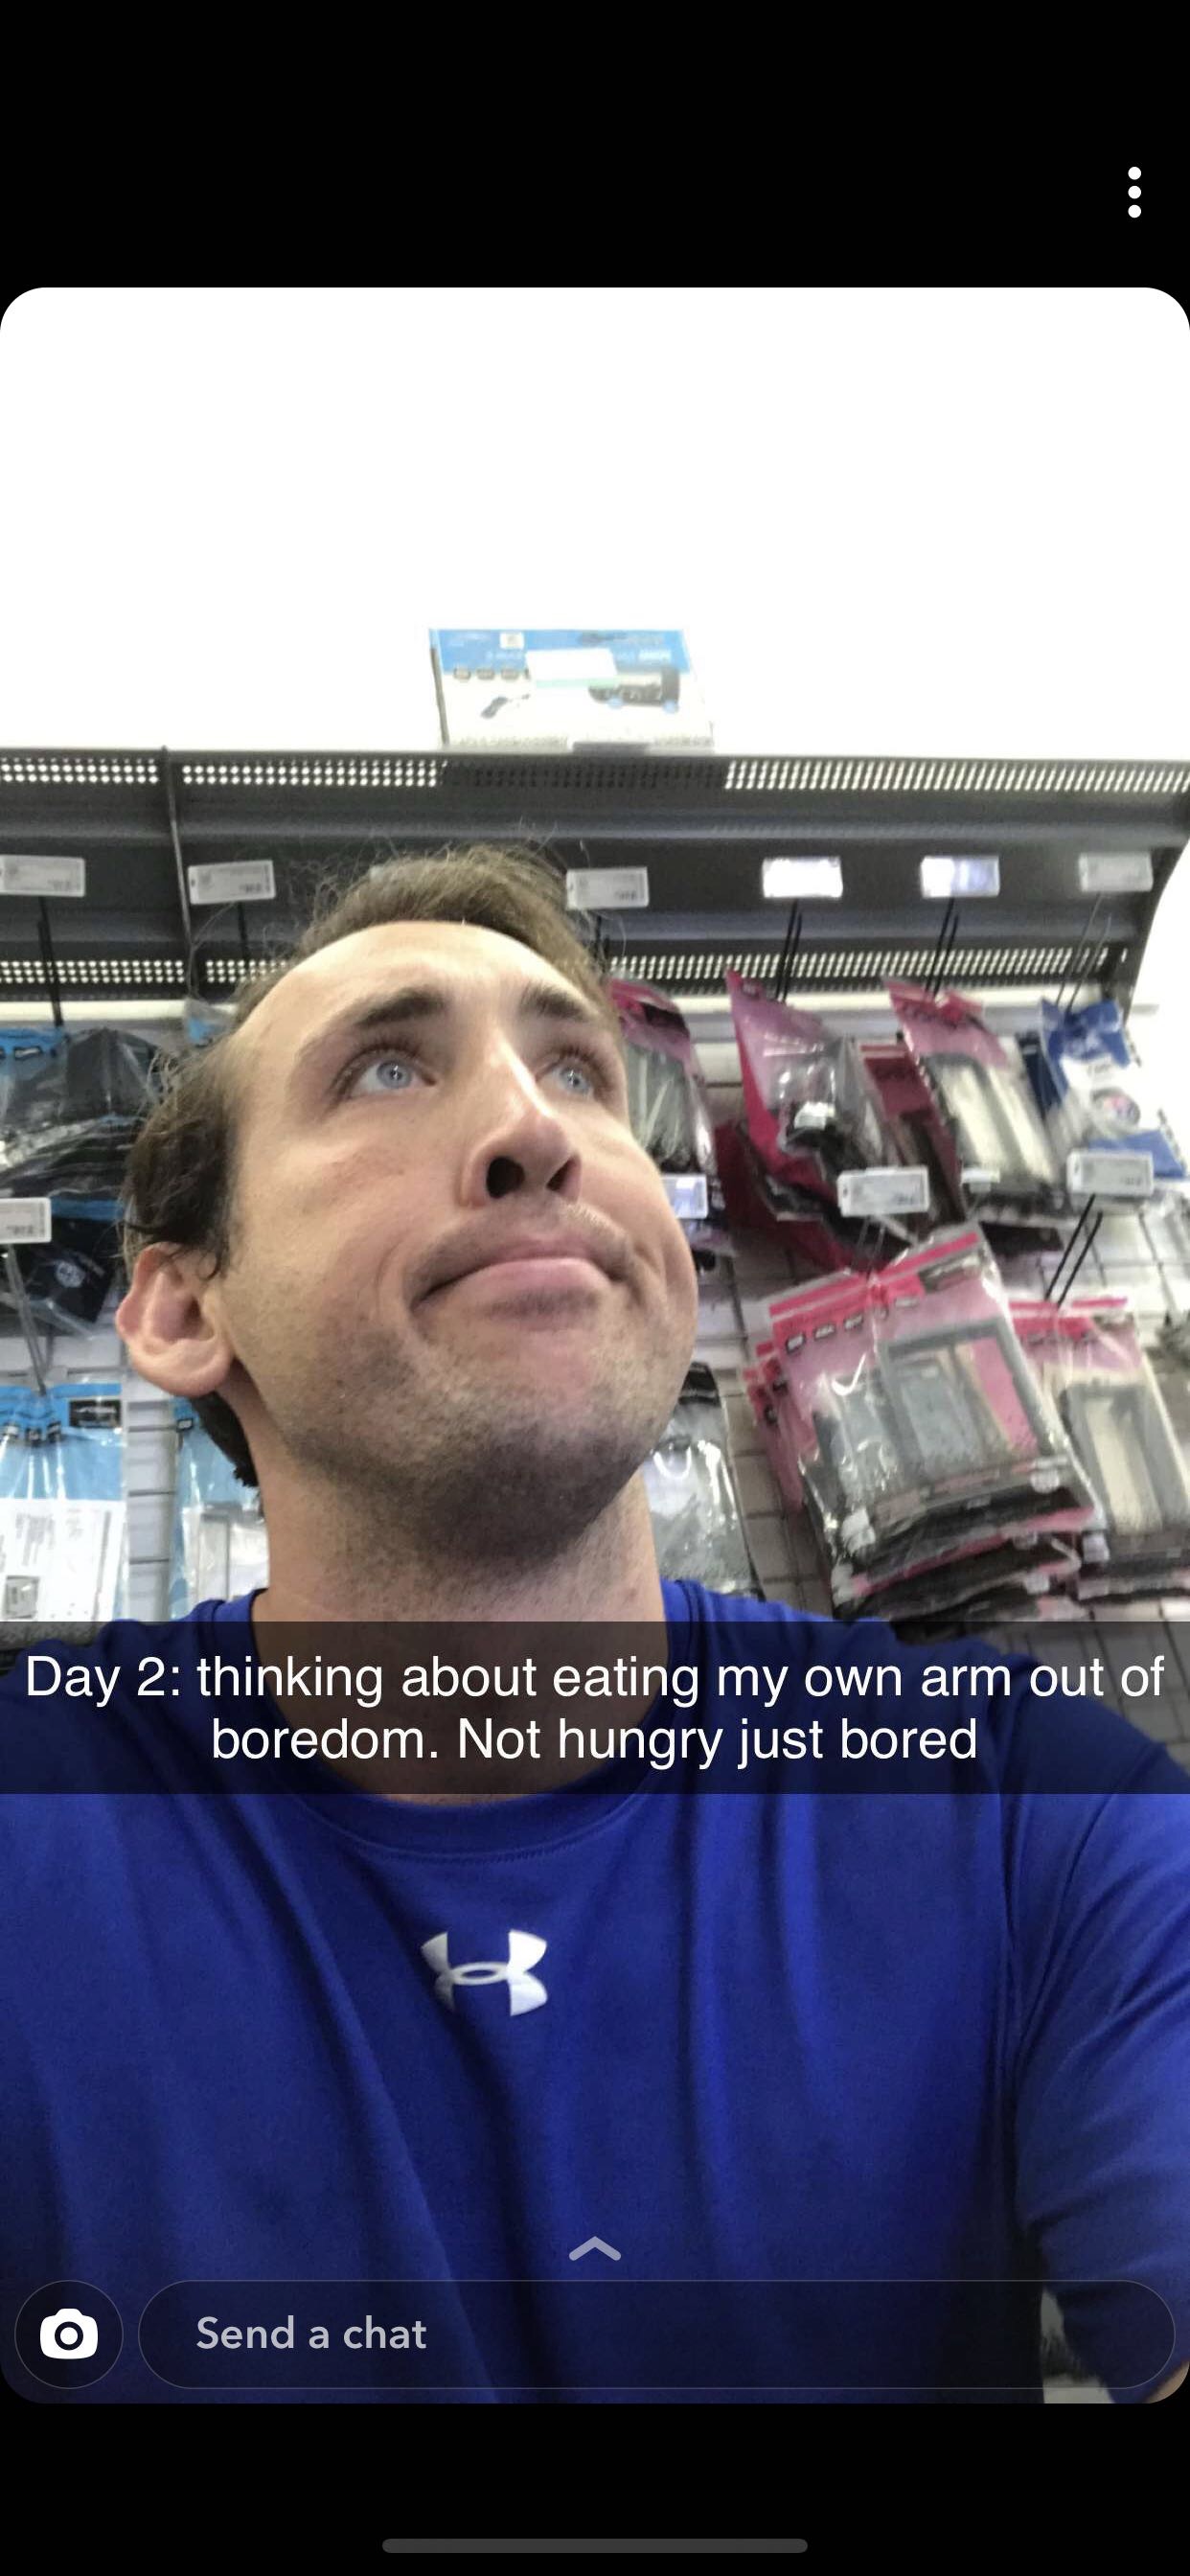 Day 2: thinking about eating my own arm out of
boredom. Not hungry just bored
Send a chat